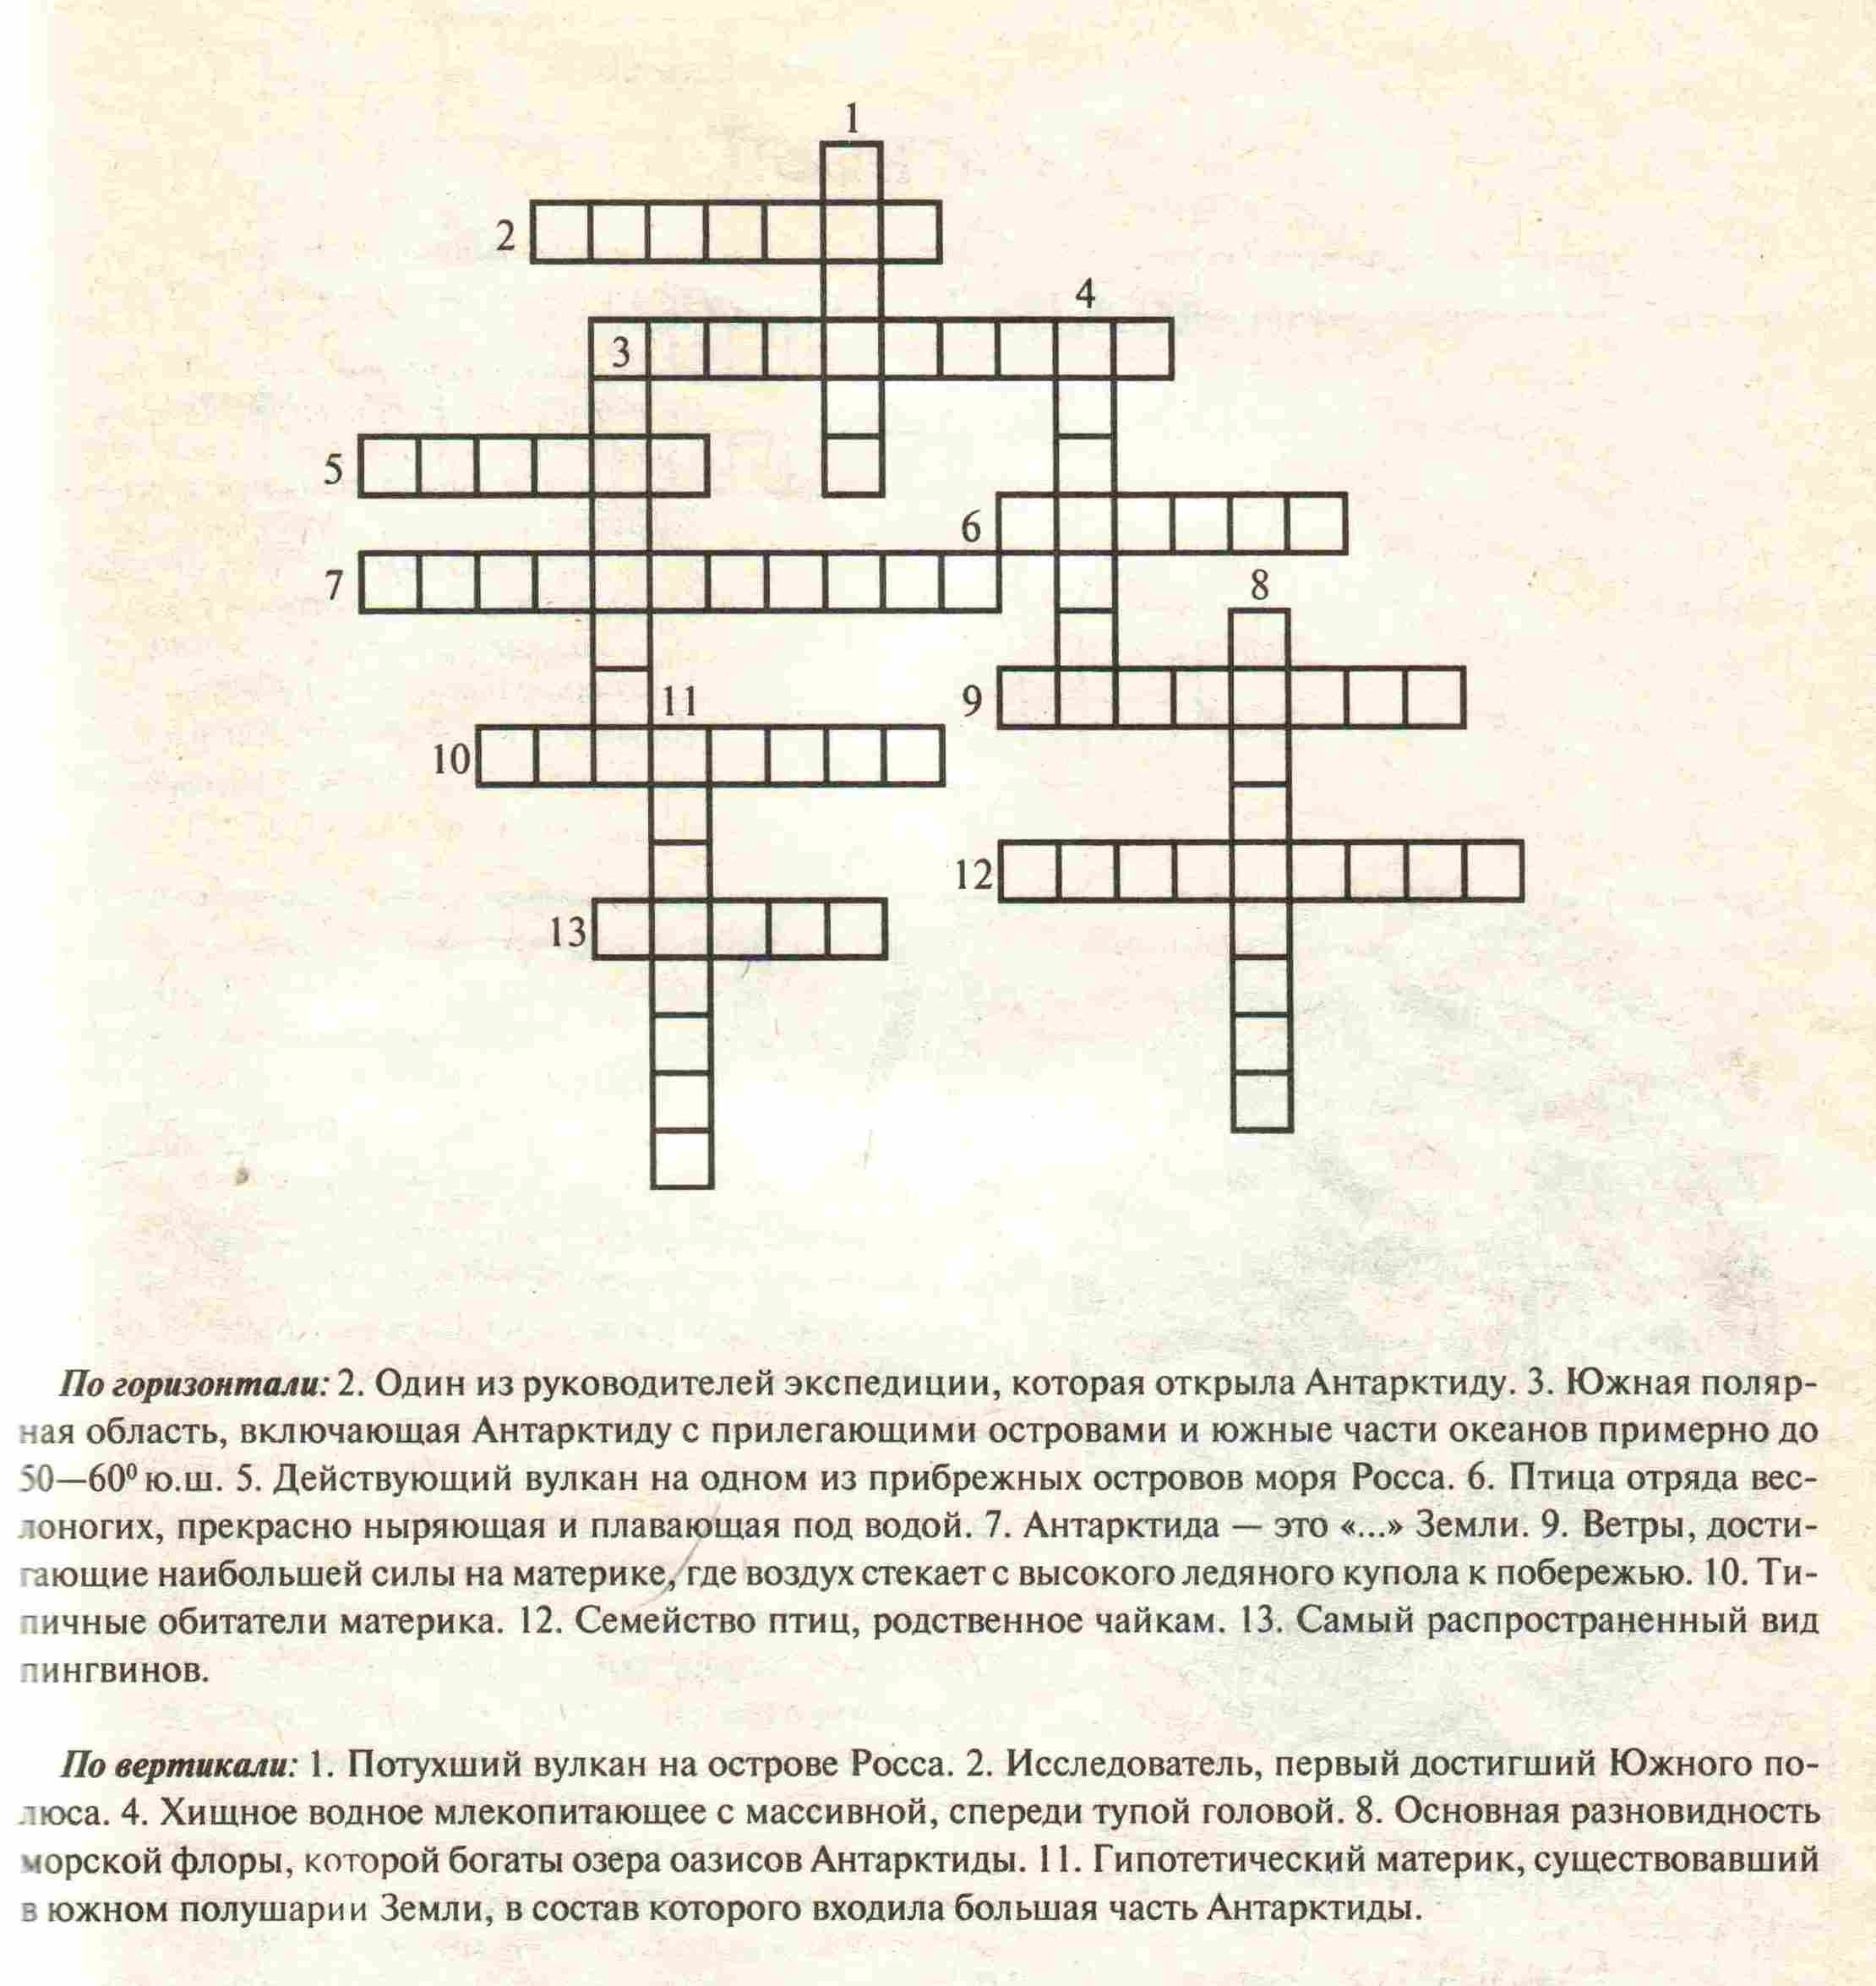 1
2
4
3
5
6
7
8
11
9
10
12
13
По горизонтали: 2. Один из руководителей экспедиции, которая открыла Антарктиду. 3. Южная поляр-
ная область, включающая Антарктиду с прилегающими островами и южные части океанов примерно до
50—60⁰ ю.ш. 5. Действующий вулкан на одном из прибрежных островов моря Росса. 6. Птица отряда вес-
лоногих, прекрасно ныряющая и плавающая под водой. 7. Антарктида — это «...» Земли. 9. Ветры, дости-
гающие наибольшей силы на материке, где воздух стекает с высокого ледяного купола к побережью. 10. Ти-
пичные обитатели материка. 12. Семейство птиц, родственное чайкам. 13. Самый распространенный вид
пингвинов.
По вертикали: 1. Потухший вулкан на острове Росса. 2. Исследователь, первый достигший Южного по-
люса. 4. Хищное водное млекопитающее с массивной, спереди тупой головой. 8. Основная разновидность
морской флоры, которой богаты озера оазисов Антарктиды. 11. Гипотетический материк, существовавший
в южном полушарии Земли, в состав которого входила большая часть Антарктиды.